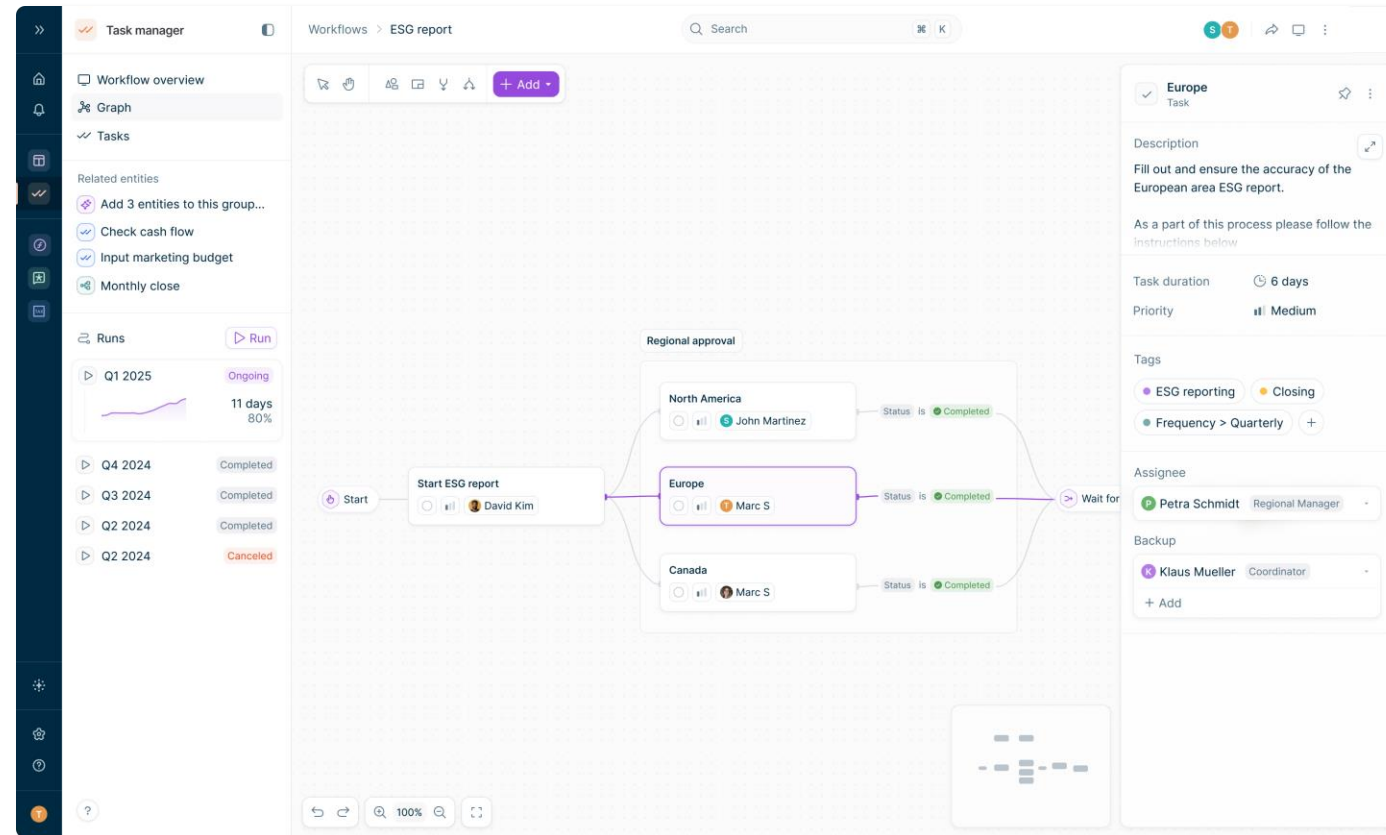 Task manager
Workflows > ESG report
Search
⌘ K
S T
Workflow overview
Graph
Tasks
Related entities
Add 3 entities to this group...
Check cash flow
Input marketing budget
Monthly close
Runs
Run
Q1 2025 Ongoing
11 days
80%
Q4 2024 Completed
Q3 2024 Completed
Q2 2024 Completed
Q2 2024 Canceled
?
T
+ Add
Regional approval
Start
Start ESG report
David Kim
North America
S John Martinez
Status is Completed
Europe
T Marc S
Status is Completed
Canada
Marc S
Status is Completed
Wait for
100%
Europe
Task
Description
Fill out and ensure the accuracy of the
European area ESG report.
As a part of this process please follow the
instructions below
Task duration 6 days
Priority Medium
Tags
ESG reporting
Closing
Frequency > Quarterly
+
Assignee
P Petra Schmidt Regional Manager
Backup
K Klaus Mueller Coordinator
+ Add